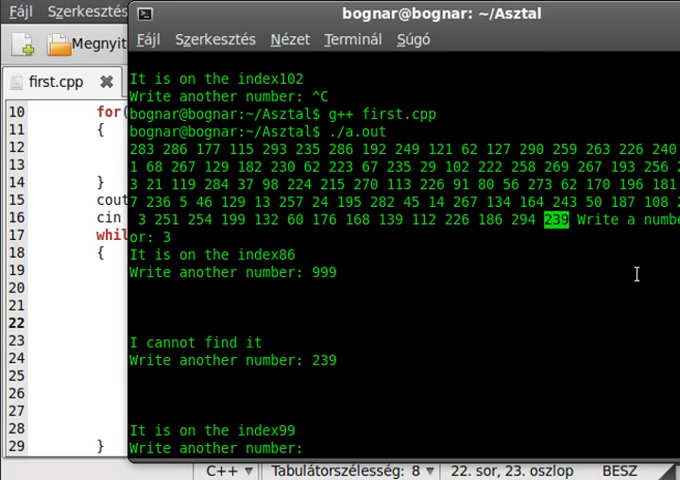 Fájl Szerkesztés
bognar@bognar: ~/Asztal
Fájl Szerkesztés Nézet Terminál Súgó
Megnyit
first.cpp
It is on the index102
Write another number: ^C
bognar@bognar:~/Asztal$ g++ first.cpp
bognar@bognar:~/Asztal$ ./a.out
283 286 177 115 293 235 286 192 249 121 62 127 290 259 263 226 240
1 68 267 129 182 230 62 223 67 235 29 102 222 258 269 267 193 256 2
3 21 119 284 37 98 224 215 270 113 226 91 80 56 273 62 170 196 181
7 236 5 46 129 13 257 24 195 282 45 14 267 134 164 243 50 187 108 2
3 251 254 199 132 60 176 168 139 112 226 186 294 239 Write a numbe
or: 3
It is on the index86
Write another number: 999
I cannot find it
Write another number: 239
It is on the index99
Write another number:
10 for(
11 {
12
13
14 }
15 cout
16 cin
17 whil
18 {
19
20
21
22
23
24
25
26
27
28
29 }
C++ Tabulátorszélesség: 8 22. sor, 23. oszlop BESZ